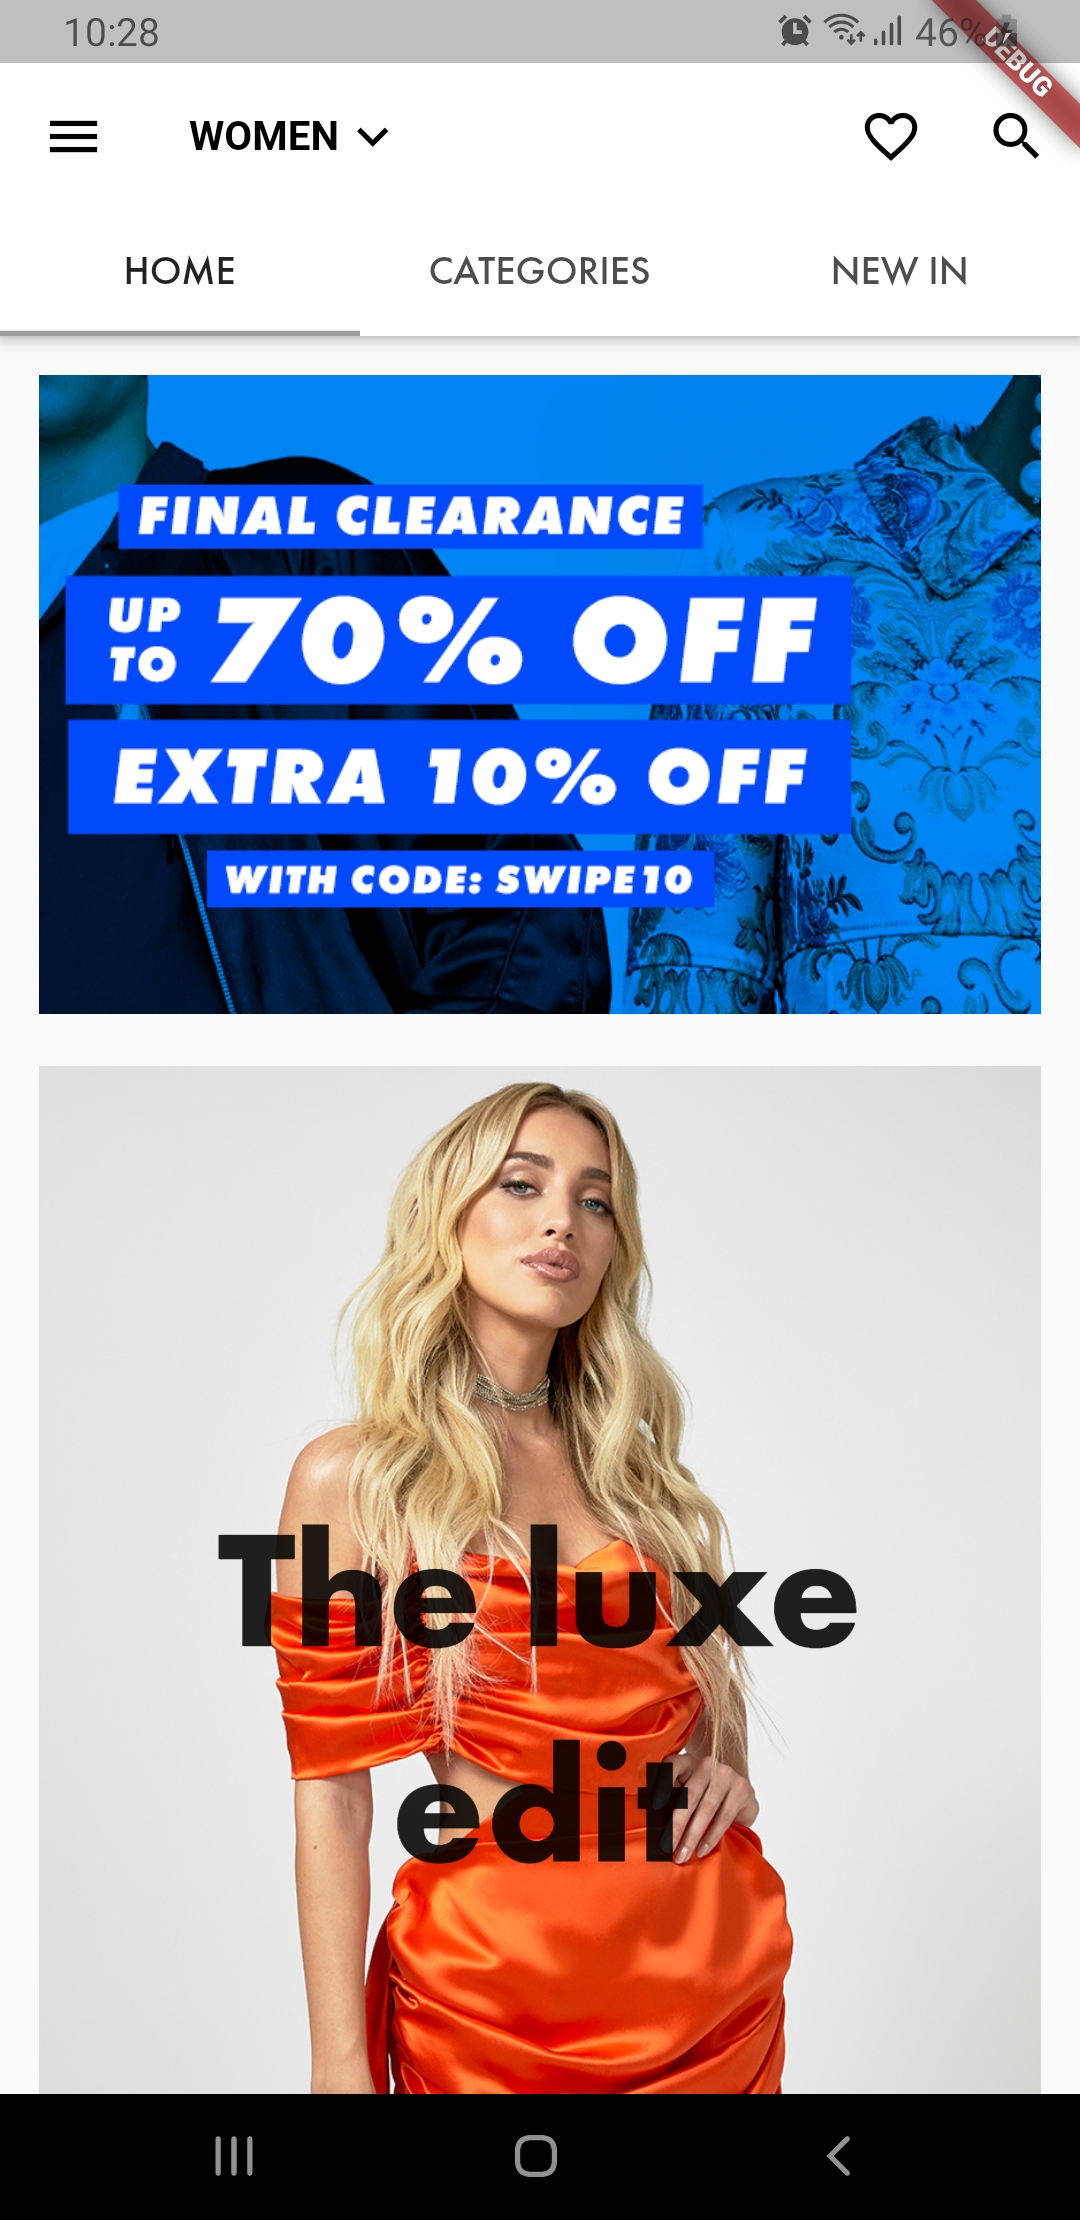 10:28
46%
DEBUG
WOMEN
HOME
CATEGORIES
NEW IN
FINAL CLEARANCE
UP
TO
70% OFF
EXTRA 10% OFF
WITH CODE: SWIPE10
The luxe
edit